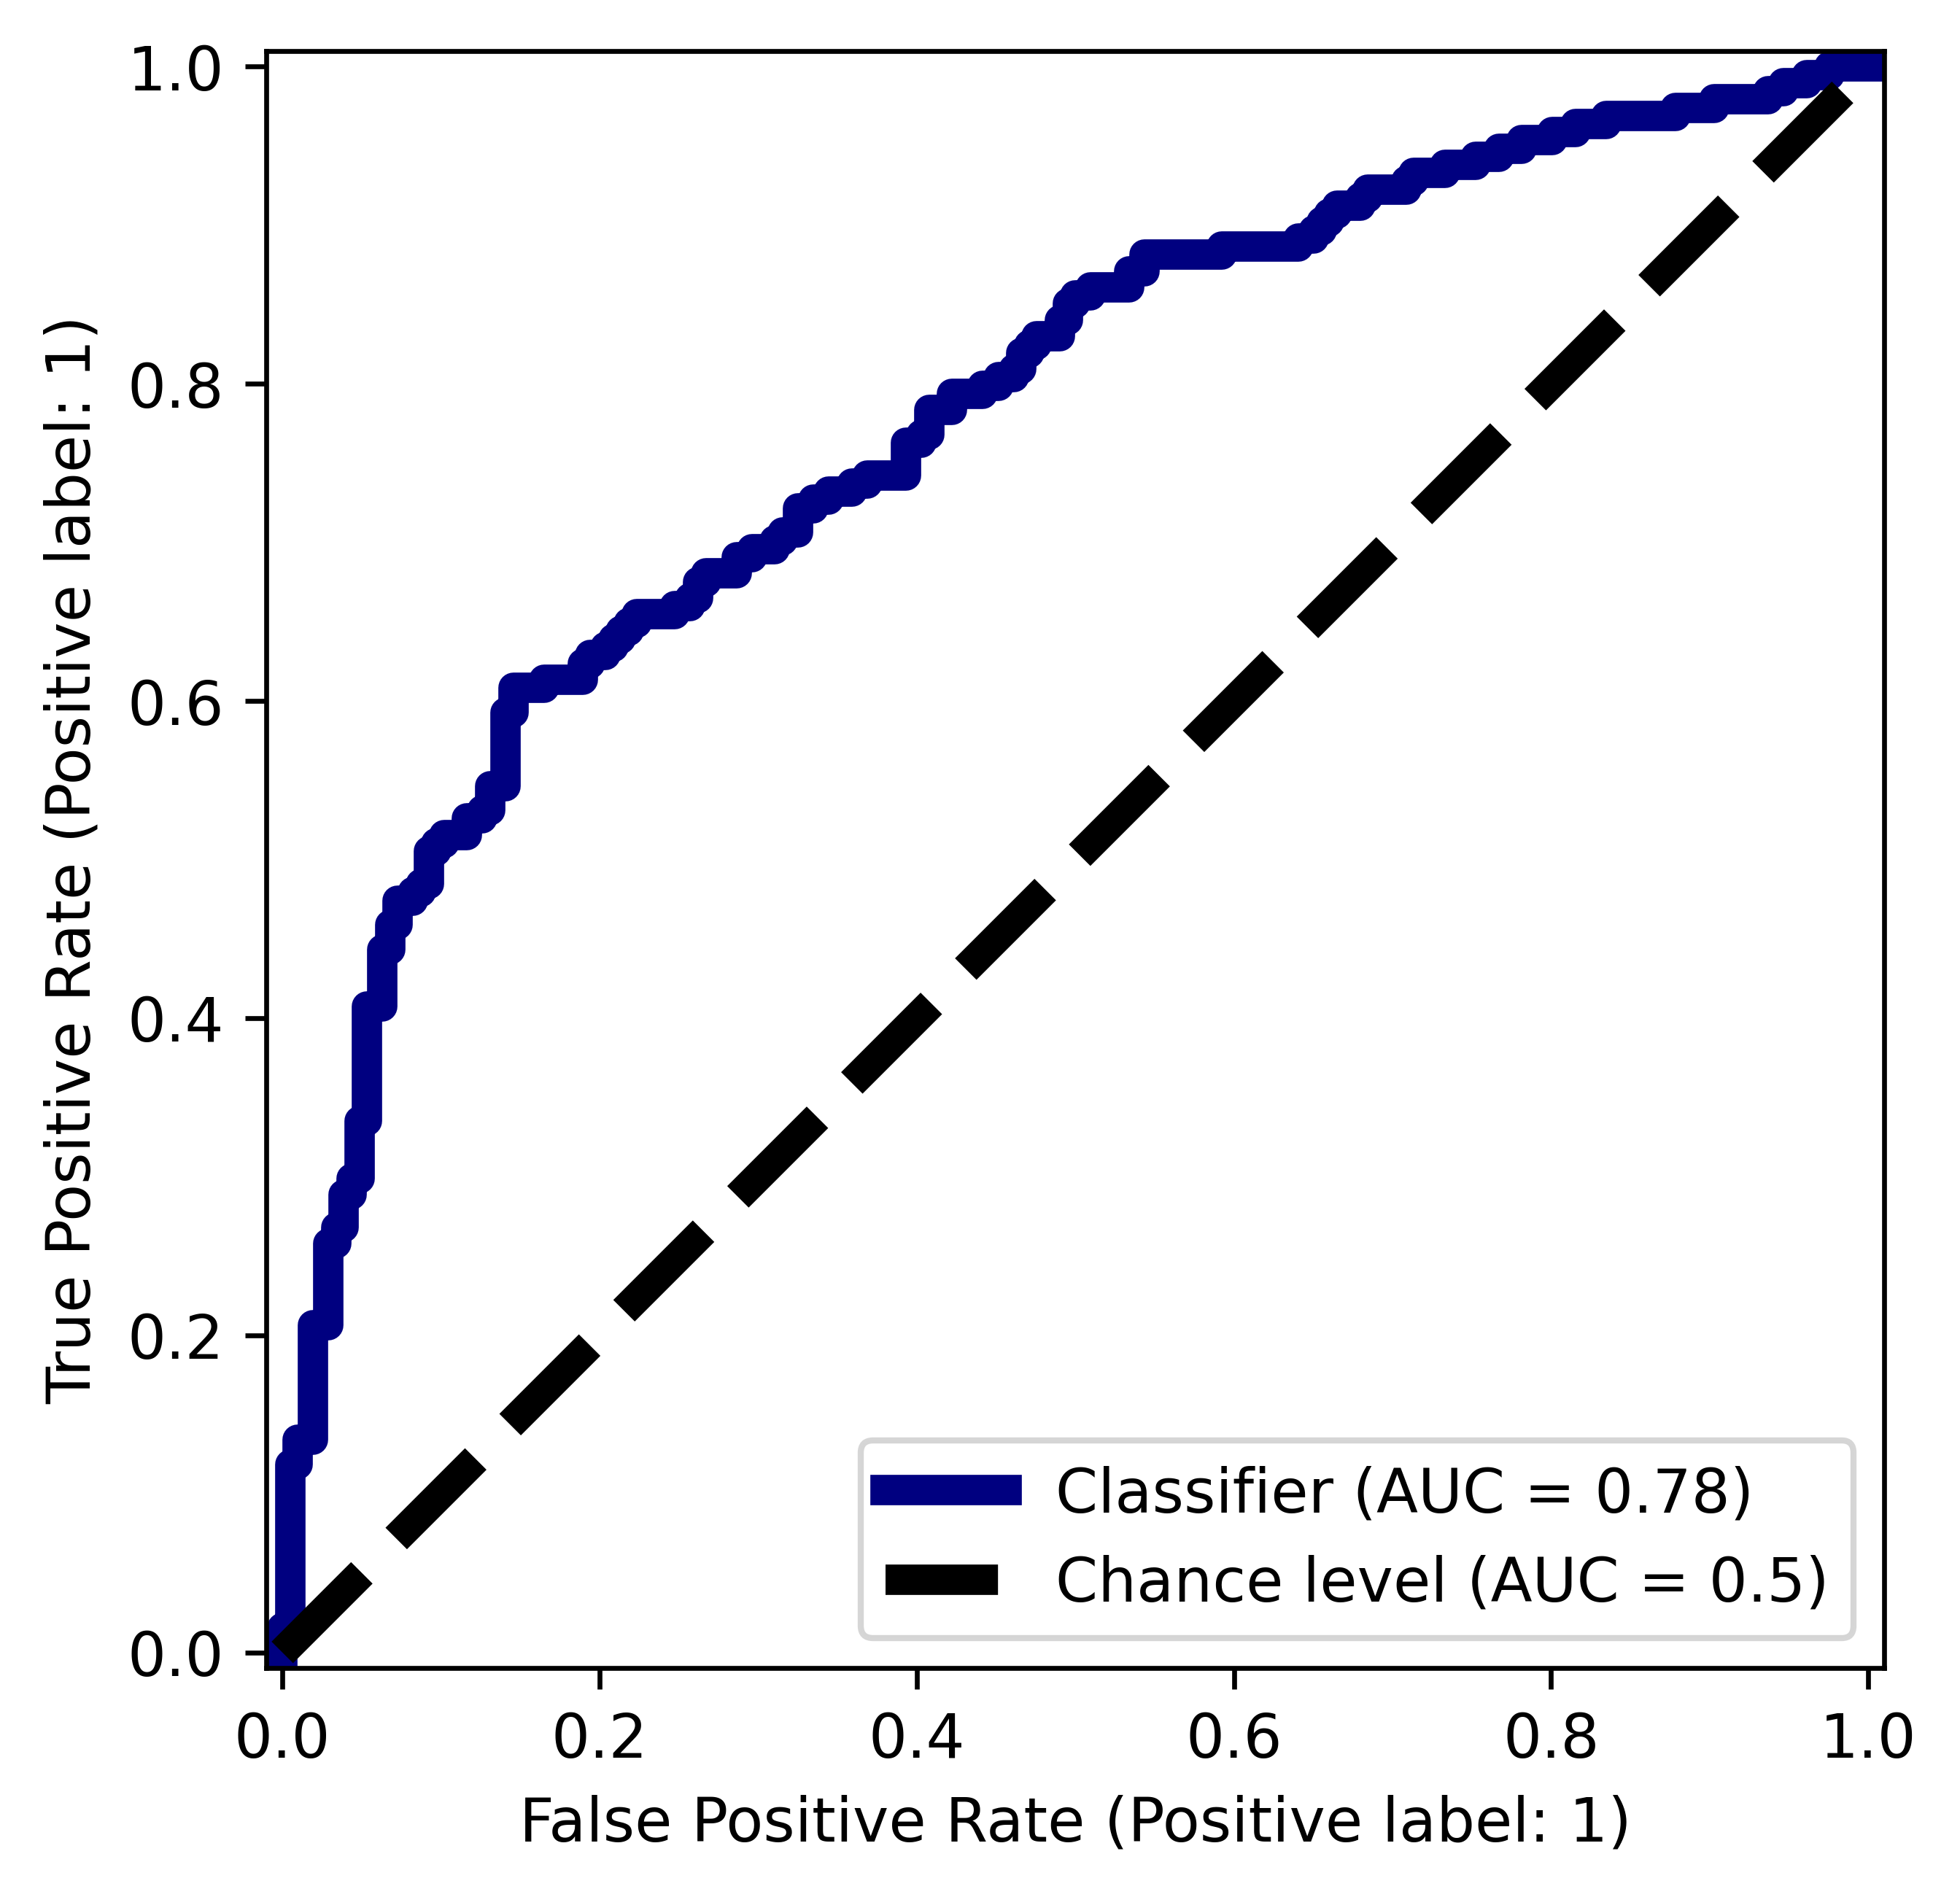 True Positive Rate (Positive label: 1)
1.0
0.8
0.6
0.4
0.2
0.0
Classifier (AUC = 0.78)
Chance level (AUC = 0.5)
0.0 0.2 0.4 0.6 0.8 1.0
False Positive Rate (Positive label: 1)